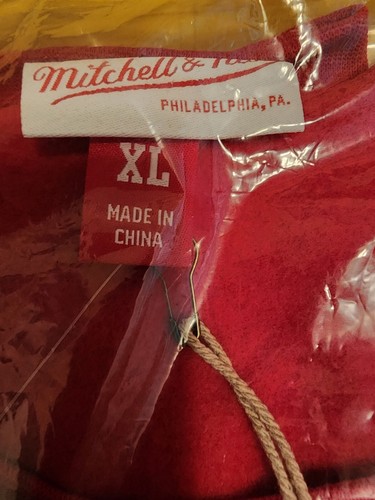 Mitchell &
PHILADELPHIA, PA.
XL
MADE IN
CHINA